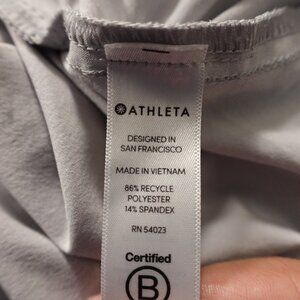 ATHLETA
DESIGNED IN
SAN FRANCISCO
MADE IN VIETNAM
86% RECYCLE
POLYESTER
14% SPANDEX
RN 54023
Certified
B